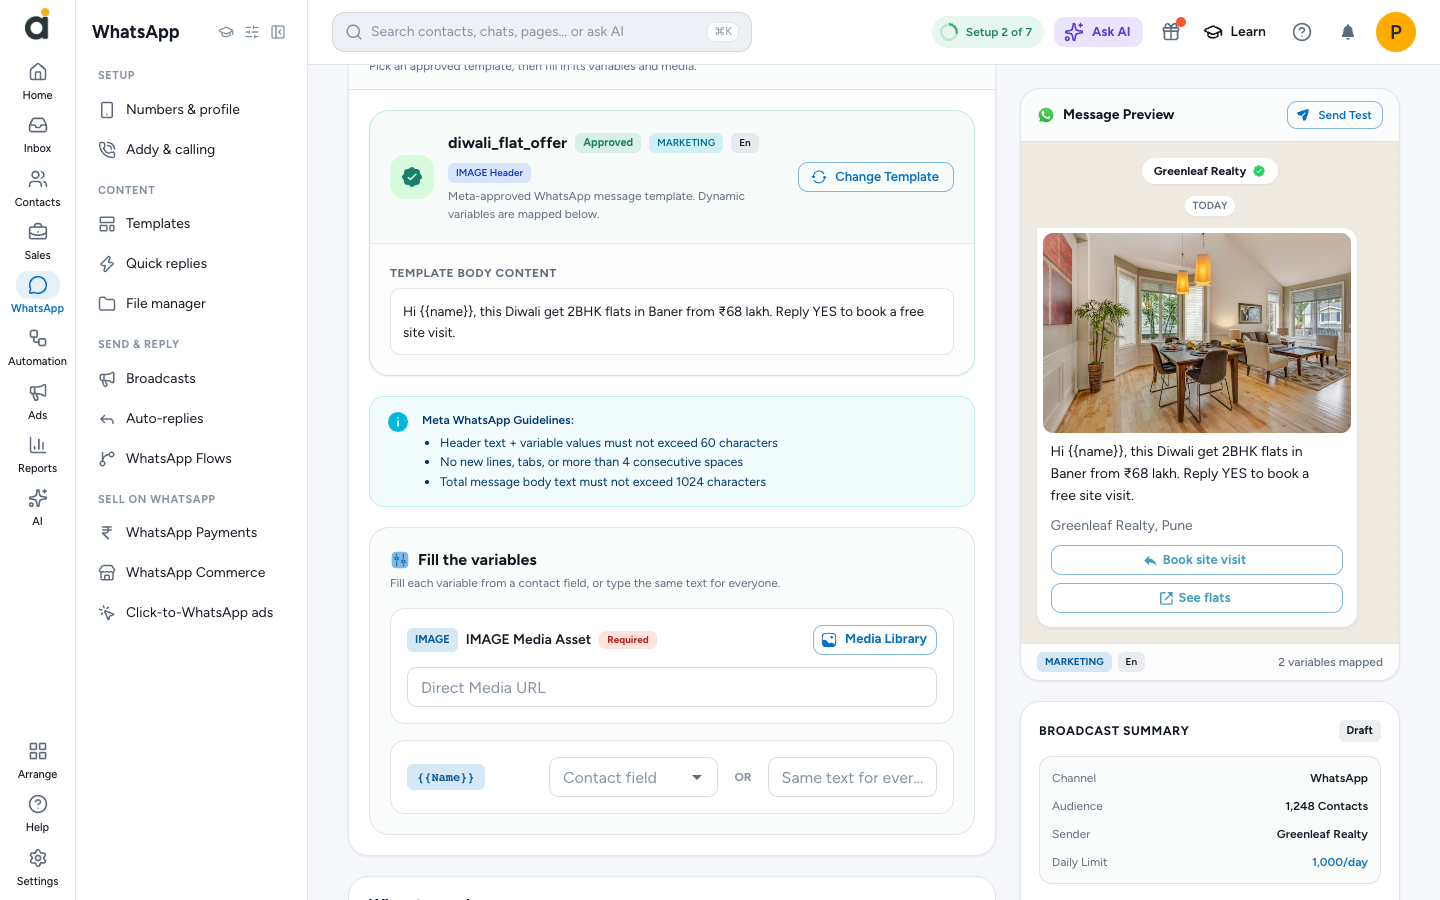 WhatsApp
Search contacts, chats, pages... or ask AI
⌘K
Setup 2 of 7
Ask AI
Learn
P
Home
Inbox
Contacts
Sales
WhatsApp
Automation
Ads
Reports
AI
Arrange
Help
Settings
SETUP
Numbers & profile
Addy & calling
CONTENT
Templates
Quick replies
File manager
SEND & REPLY
Broadcasts
Auto-replies
WhatsApp Flows
SELL ON WHATSAPP
WhatsApp Payments
WhatsApp Commerce
Click-to-WhatsApp ads
Pick an approved template, then fill in its variables and media.
diwali_flat_offer
Approved
MARKETING
En
IMAGE Header
Meta-approved WhatsApp message template. Dynamic
variables are mapped below.
Change Template
TEMPLATE BODY CONTENT
Hi {{name}}, this Diwali get 2BHK flats in Baner from ₹68 lakh. Reply YES to book a free
site visit.
Meta WhatsApp Guidelines:
• Header text + variable values must not exceed 60 characters
• No new lines, tabs, or more than 4 consecutive spaces
• Total message body text must not exceed 1024 characters
Fill the variables
Fill each variable from a contact field, or type the same text for everyone.
IMAGE
IMAGE Media Asset
Required
Media Library
Direct Media URL
{{Name}}
Contact field
OR
Same text for ever...
Message Preview
Send Test
Greenleaf Realty
TODAY
Hi {{name}}, this Diwali get 2BHK flats in
Baner from ₹68 lakh. Reply YES to book a
free site visit.
Greenleaf Realty, Pune
Book site visit
See flats
MARKETING
En
2 variables mapped
BROADCAST SUMMARY
Draft
Channel
WhatsApp
Audience
1,248 Contacts
Sender
Greenleaf Realty
Daily Limit
1,000/day